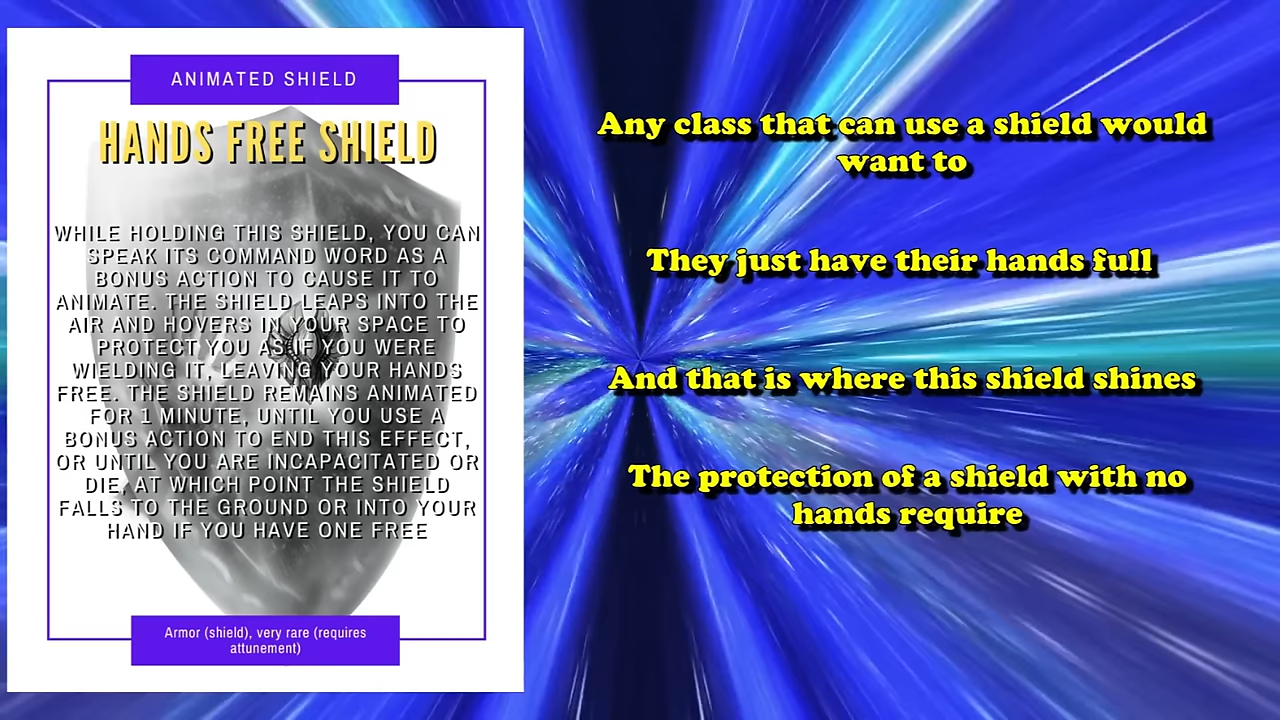 ANIMATED SHIELD
HANDS FREE SHIELD
WHILE HOLDING THIS SHIELD, YOU CAN
SPEAK ITS COMMAND WORD AS A
BONUS ACTION TO CAUSE IT TO
ANIMATE. THE SHIELD LEAPS INTO THE
AIR AND HOVERS IN YOUR SPACE TO
PROTECT YOU AS IF YOU WERE
WIELDING IT, LEAVING YOUR HANDS
FREE. THE SHIELD REMAINS ANIMATED
FOR 1 MINUTE, UNTIL YOU USE A
BONUS ACTION TO END THIS EFFECT,
OR UNTIL YOU ARE INCAPACITATED OR
DIE, AT WHICH POINT THE SHIELD
FALLS TO THE GROUND OR INTO YOUR
HAND IF YOU HAVE ONE FREE
Armor (shield), very rare (requires
attunement)
Any class that can use a shield would
want to
They just have their hands full
And that is where this shield shines
The protection of a shield with no
hands require